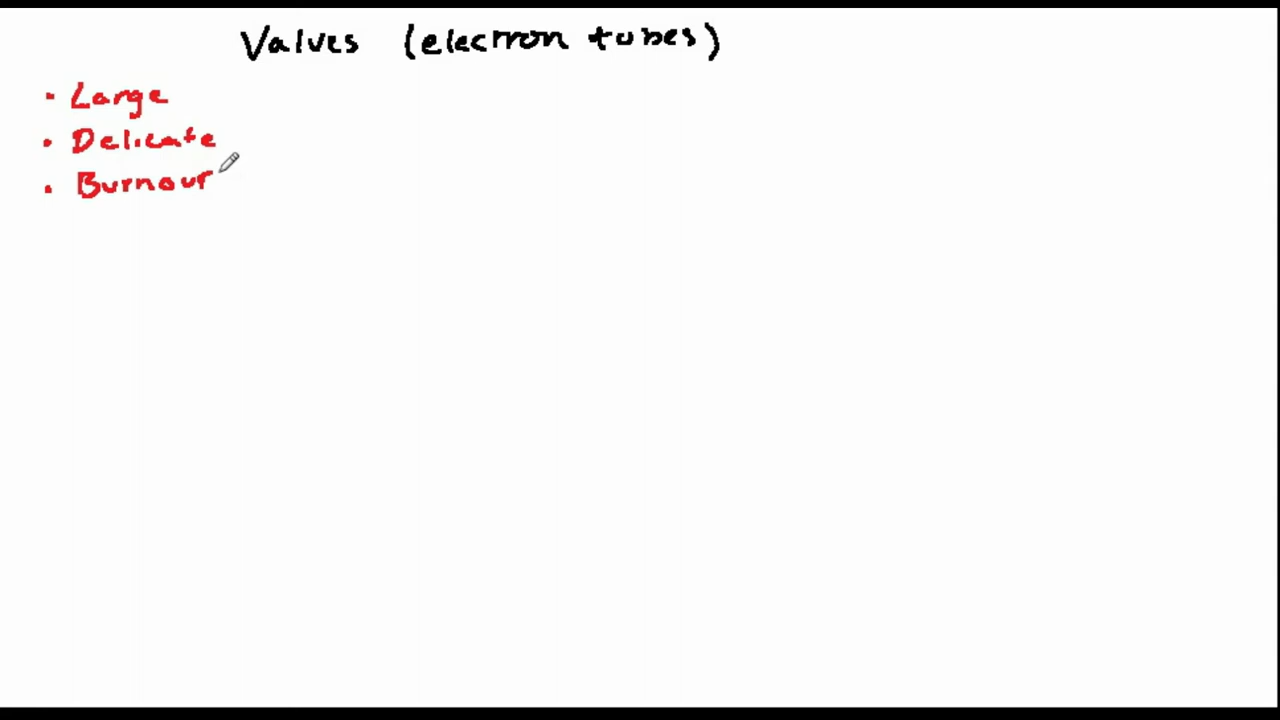 Valves (electron tubes)
• Large
• Delicate
• Burnout